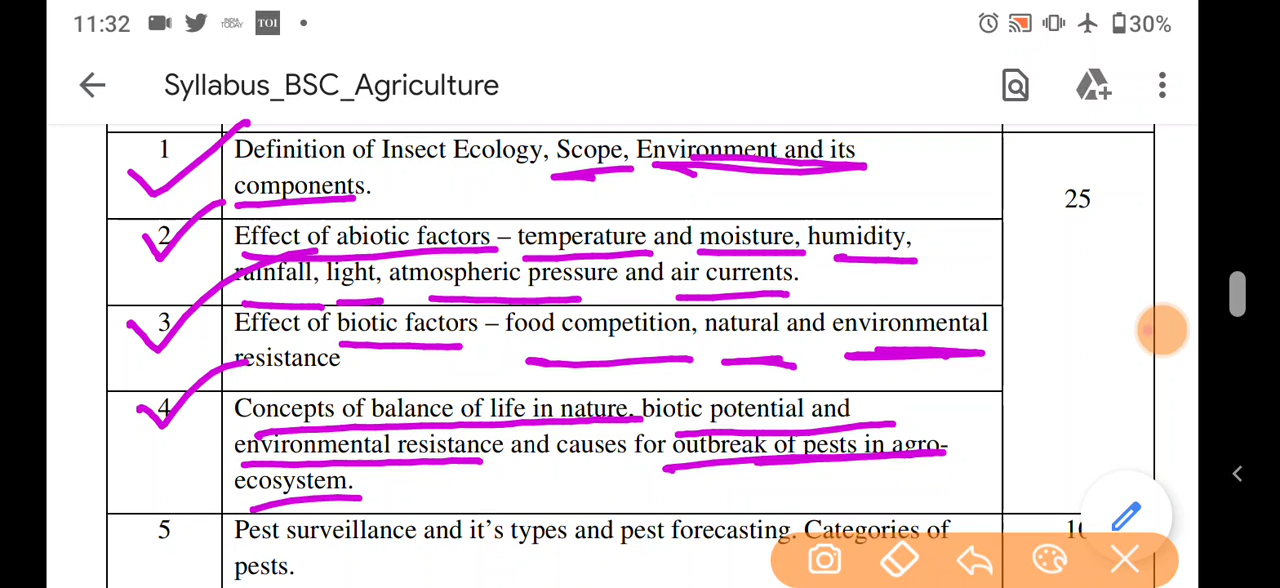 11:32 INDIA TODAY TOI 30%
Syllabus_BSC_Agriculture
1 Definition of Insect Ecology, Scope, Environment and its
components.
25
2 Effect of abiotic factors – temperature and moisture, humidity,
rainfall, light, atmospheric pressure and air currents.
3 Effect of biotic factors – food competition, natural and environmental
resistance
4 Concepts of balance of life in nature, biotic potential and
environmental resistance and causes for outbreak of pests in agro-
ecosystem.
5 Pest surveillance and it's types and pest forecasting. Categories of
pests.